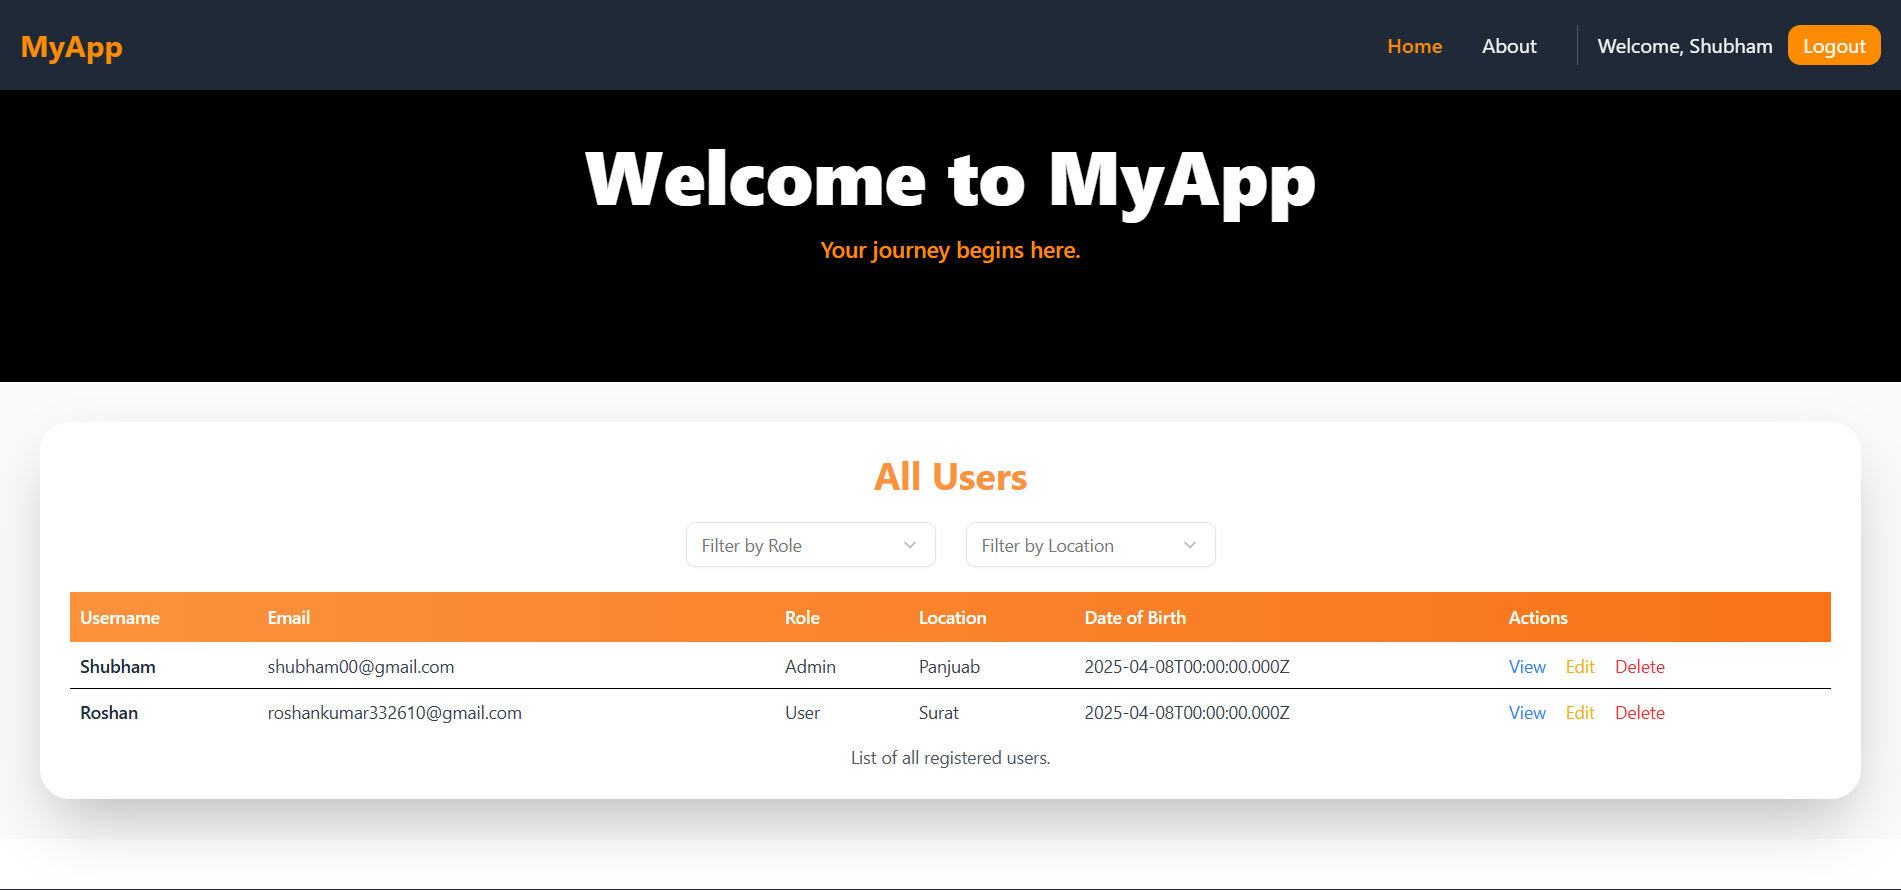 MyApp Home About Welcome, Shubham Logout
Welcome to MyApp
Your journey begins here.
All Users
Filter by Role Filter by Location
Username Email Role Location Date of Birth Actions
Shubham shubham00@gmail.com Admin Panjuab 2025-04-08T00:00:00.000Z View Edit Delete
Roshan roshankumar332610@gmail.com User Surat 2025-04-08T00:00:00.000Z View Edit Delete
List of all registered users.